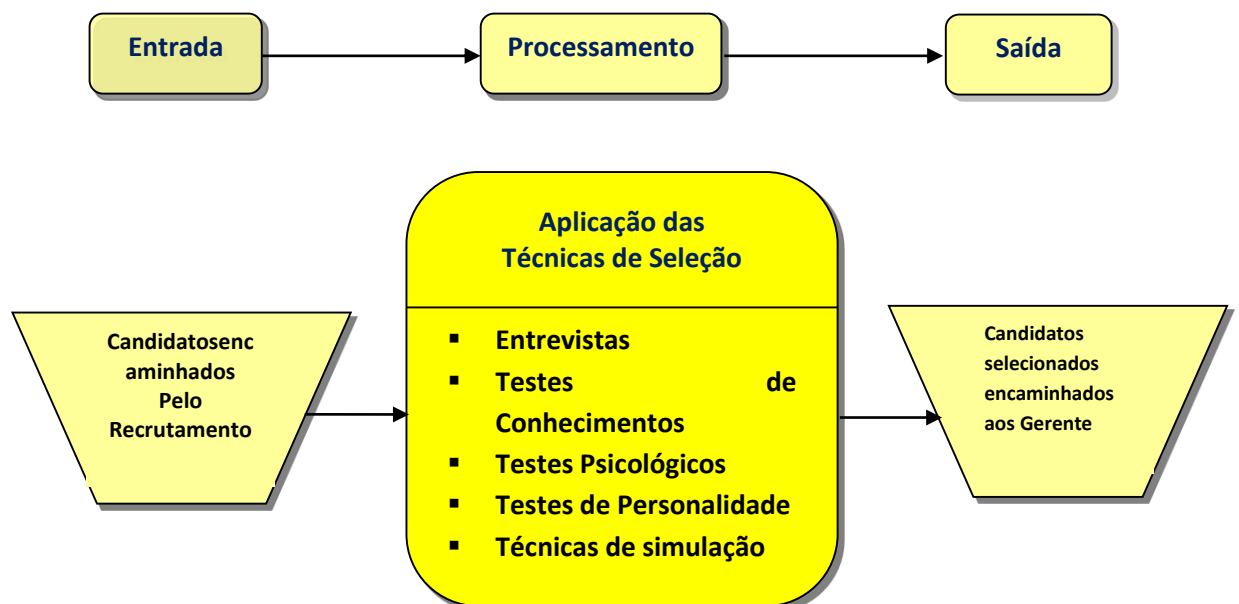 Entrada
Processamento
Saída
Aplicação das
Técnicas de Seleção
Candidatosenc
aminhados
Pelo
Recrutamento
▪ Entrevistas
▪ Testes de
Conhecimentos
▪ Testes Psicológicos
▪ Testes de Personalidade
▪ Técnicas de simulação
Candidatos
selecionados
encaminhados
aos Gerente